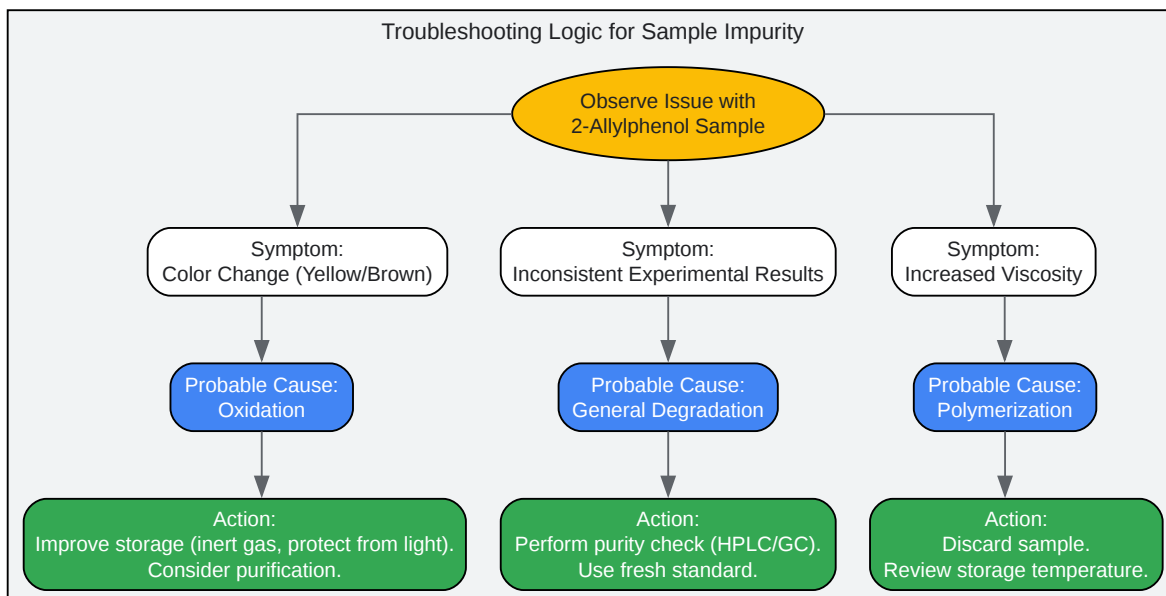 Troubleshooting Logic for Sample Impurity
Observe Issue with
2-Allylphenol Sample
Symptom:
Color Change (Yellow/Brown)
Symptom:
Inconsistent Experimental Results
Symptom:
Increased Viscosity
Probable Cause:
Oxidation
Probable Cause:
General Degradation
Probable Cause:
Polymerization
Action:
Improve storage (inert gas, protect from light).
Consider purification.
Action:
Perform purity check (HPLC/GC).
Use fresh standard.
Action:
Discard sample.
Review storage temperature.